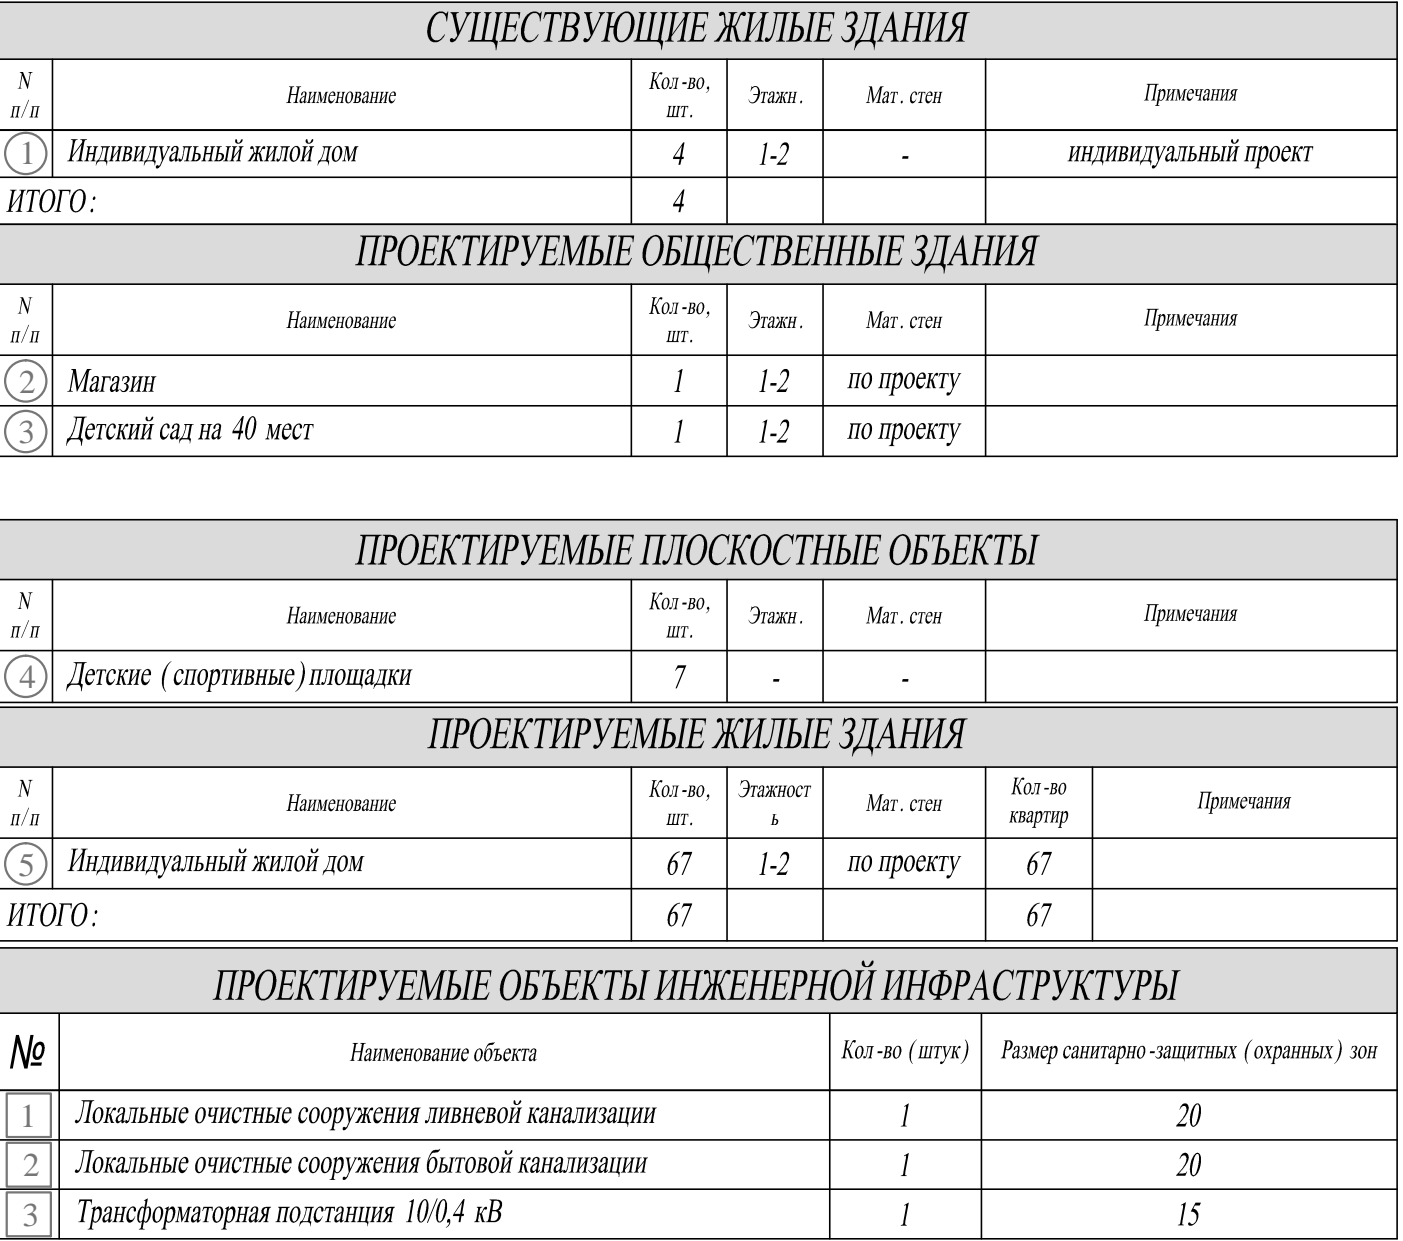 СУЩЕСТВУЮЩИЕ ЖИЛЫЕ ЗДАНИЯ
N п/п Наименование Кол-во, шт. Этажн. Мат. стен Примечания
1 Индивидуальный жилой дом 4 1-2 - индивидуальный проект
ИТОГО: 4
ПРОЕКТИРУЕМЫЕ ОБЩЕСТВЕННЫЕ ЗДАНИЯ
N п/п Наименование Кол-во, шт. Этажн. Мат. стен Примечания
2 Магазин 1 1-2 по проекту
3 Детский сад на 40 мест 1 1-2 по проекту
ПРОЕКТИРУЕМЫЕ ПЛОСКОСТНЫЕ ОБЪЕКТЫ
N п/п Наименование Кол-во, шт. Этажн. Мат. стен Примечания
4 Детские (спортивные) площадки 7 - -
ПРОЕКТИРУЕМЫЕ ЖИЛЫЕ ЗДАНИЯ
N п/п Наименование Кол-во, шт. Этажность Мат. стен Кол-во квартир Примечания
5 Индивидуальный жилой дом 67 1-2 по проекту 67
ИТОГО: 67 67
ПРОЕКТИРУЕМЫЕ ОБЪЕКТЫ ИНЖЕНЕРНОЙ ИНФРАСТРУКТУРЫ
№ Наименование объекта Кол-во (штук) Размер санитарно-защитных (охранных) зон
1 Локальные очистные сооружения ливневой канализации 1 20
2 Локальные очистные сооружения бытовой канализации 1 20
3 Трансформаторная подстанция 10/0,4 кВ 1 15